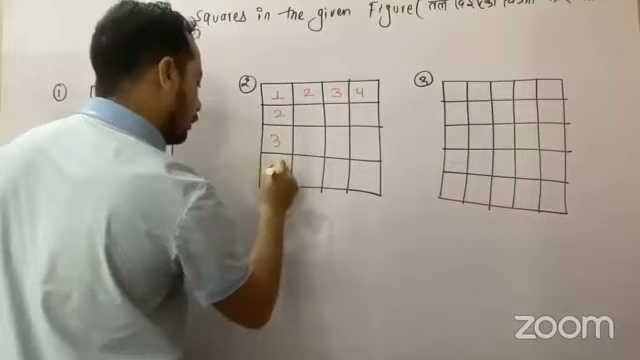 Squares in the given Figure (
①
②
③
1 2 3 4
2
3
zoom